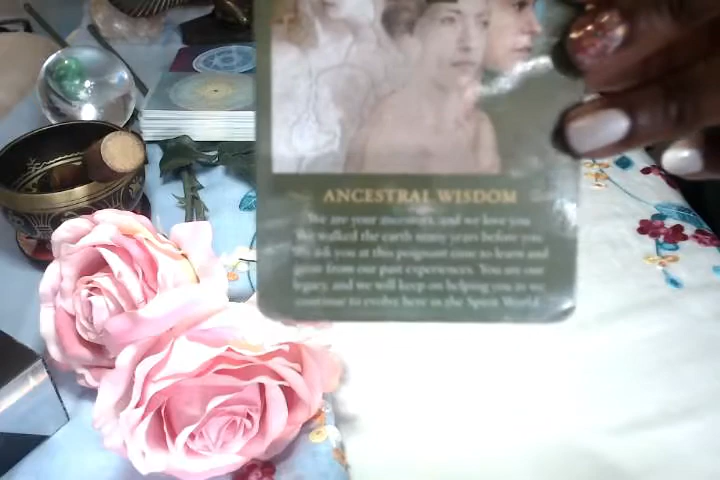 ANCESTRAL WISDOM
We are your ancestors, and we love you.
We walked the earth many years before you.
We ask you at this poignant time to learn and
grow from our past experiences. You are our
legacy, and we will keep on helping you as we
continue to evolve here in the Spirit World.